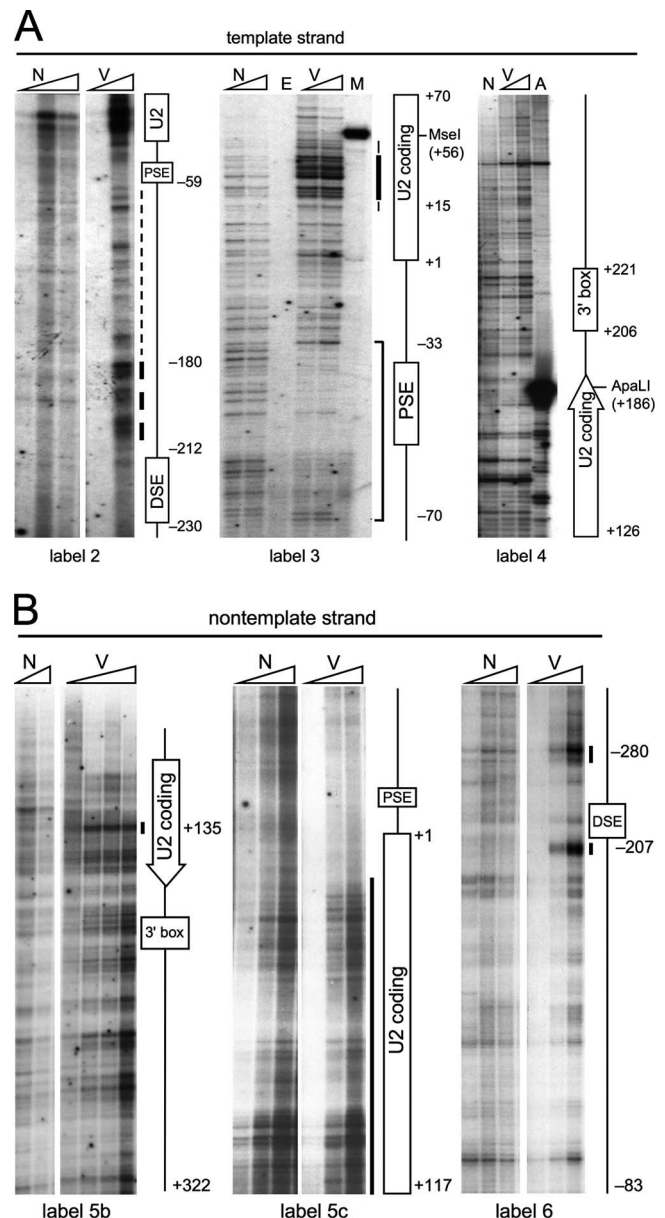 A
template strand
N V
U2
PSE
–59
–180
–212
DSE
–230
label 2
N E V M
+70
MseI
(+56)
U2 coding
+15
+1
–33
PSE
–70
label 3
N V A
+221
3' box
+206
ApaLI
(+186)
U2 coding
+126
label 4
B
nontemplate strand
N V
U2 coding
+135
3' box
+322
label 5b
N V
PSE
+1
U2 coding
+117
label 5c
N V
–280
DSE
–207
–83
label 6